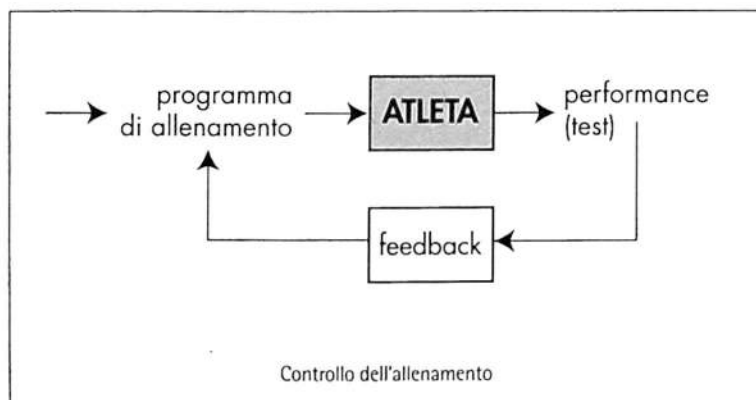 programma
di allenamento
ATLETA
performance
(test)
feedback
Controllo dell'allenamento